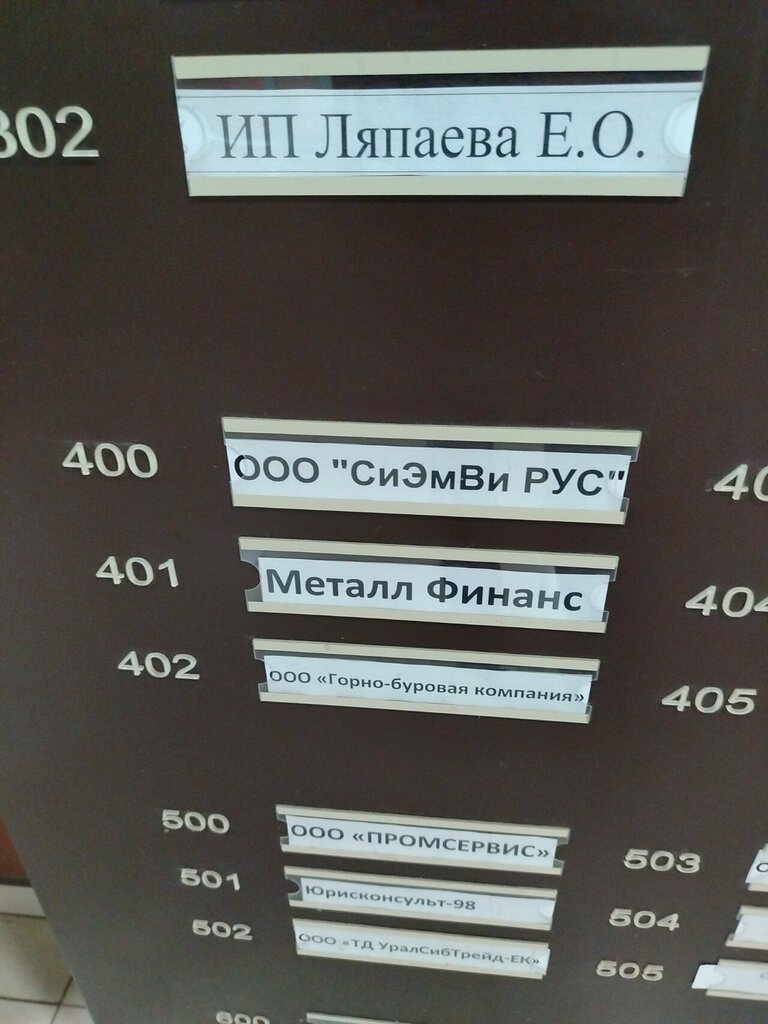 302 ИП Ляпаева Е.О.
400 ООО "СиЭмВи РУС"
401 Металл Финанс
404
402 ООО «Горно-буровая компания»
405
500 ООО «ПРОМСЕРВИС»
503
501 Юрисконсульт-98
504
502 ООО «ТД УралСибТрейд-ЕК»
505
600